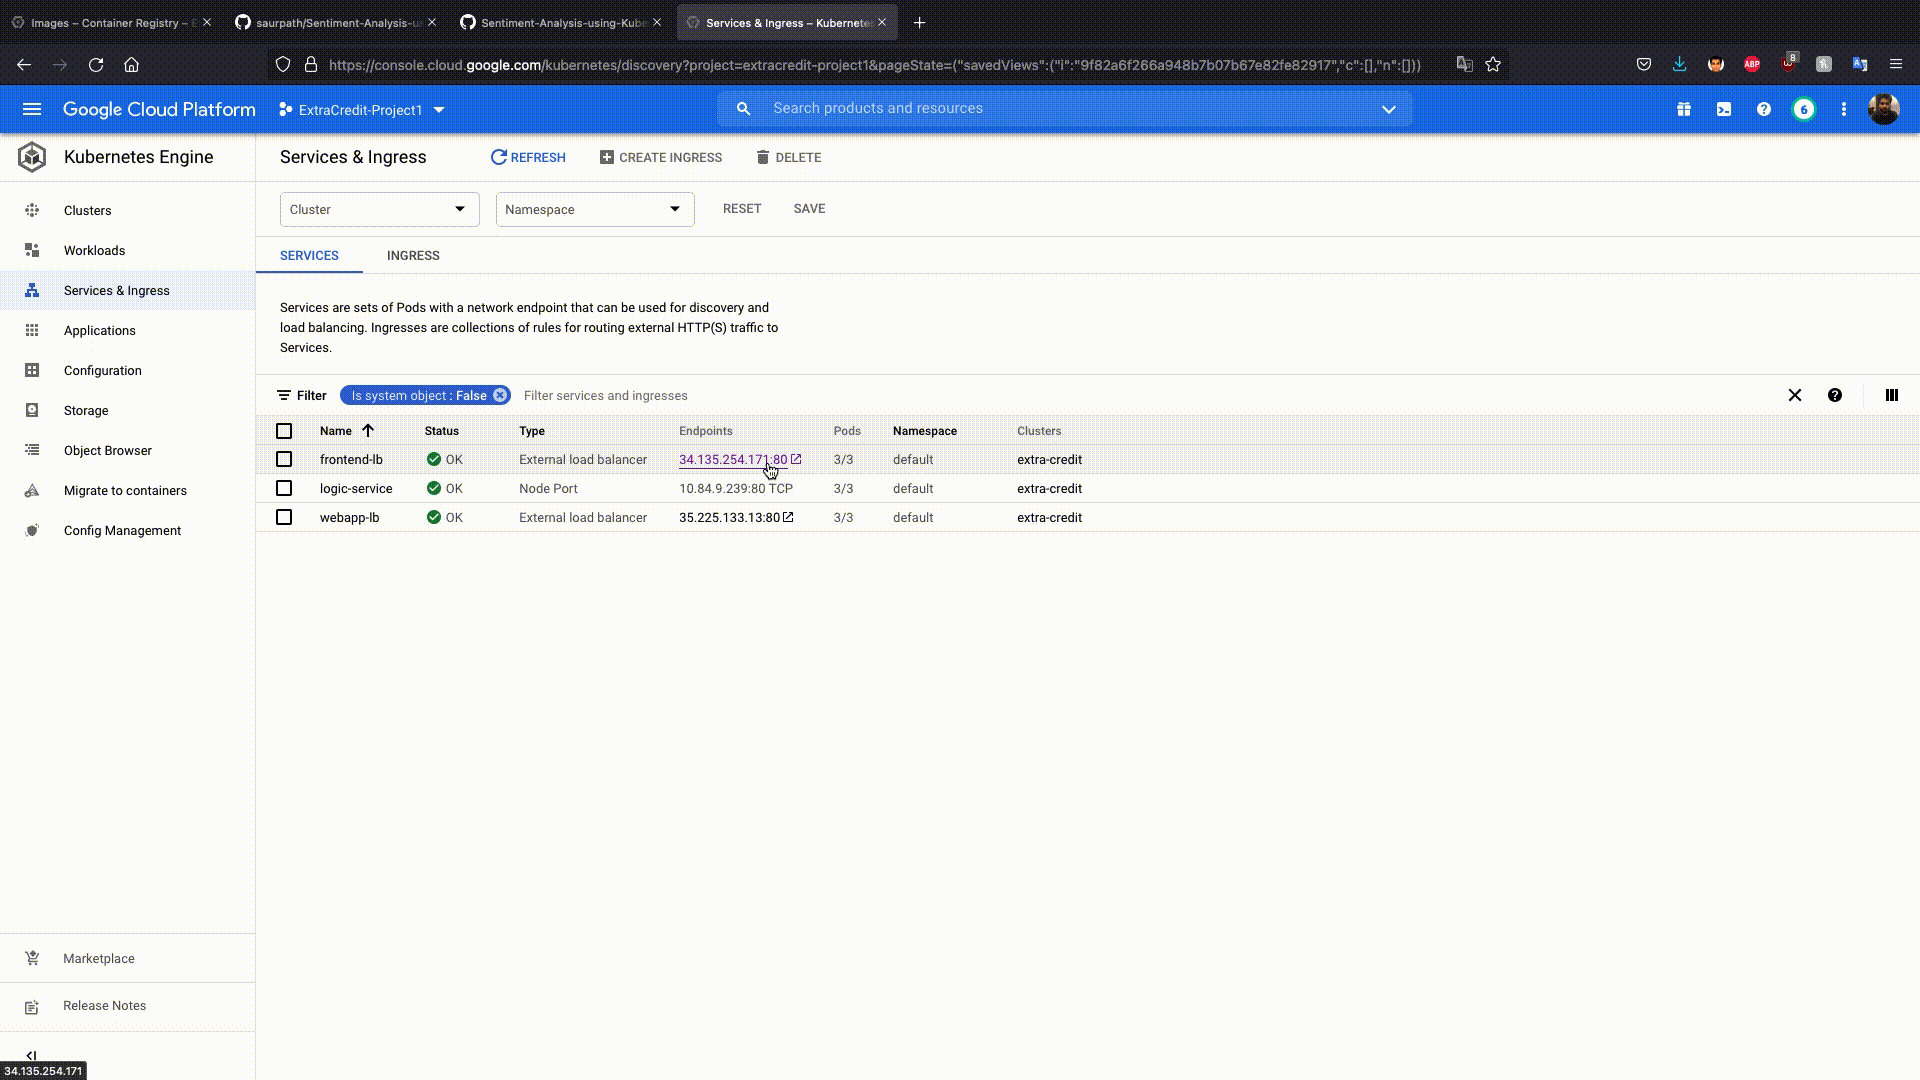 Images – Container Registry – E
saurpath/Sentiment-Analysis-us
Sentiment-Analysis-using-Kube
Services & Ingress – Kubernetes
https://console.cloud.google.com/kubernetes/discovery?project=extracredit-project1&pageState=("savedViews":("i":"9f82a6f266a948b7b07b67e82fe82917","c":[],"n":[]))
ABP
8
Google Cloud Platform
ExtraCredit-Project1
Search products and resources
6
Kubernetes Engine
Services & Ingress
REFRESH
CREATE INGRESS
DELETE
Clusters
Workloads
Services & Ingress
Applications
Configuration
Storage
Object Browser
Migrate to containers
Config Management
Cluster
Namespace
RESET
SAVE
SERVICES
INGRESS
Services are sets of Pods with a network endpoint that can be used for discovery and
load balancing. Ingresses are collections of rules for routing external HTTP(S) traffic to
Services.
Filter
Is system object : False
Filter services and ingresses
Name Status Type Endpoints Pods Namespace Clusters
frontend-lb OK External load balancer 34.135.254.171:80 3/3 default extra-credit
logic-service OK Node Port 10.84.9.239:80 TCP 3/3 default extra-credit
webapp-lb OK External load balancer 35.225.133.13:80 3/3 default extra-credit
Marketplace
Release Notes
34.135.254.171